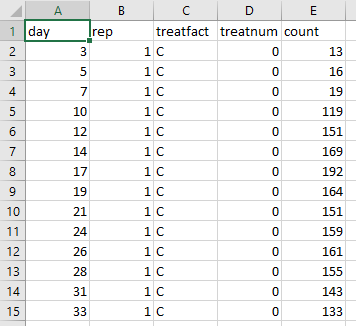 A B C D E
1 day rep treatfact treatnum count
2 3 1 C 0 13
3 5 1 C 0 16
4 7 1 C 0 19
5 10 1 C 0 119
6 12 1 C 0 151
7 14 1 C 0 169
8 17 1 C 0 192
9 19 1 C 0 164
10 21 1 C 0 151
11 24 1 C 0 159
12 26 1 C 0 161
13 28 1 C 0 155
14 31 1 C 0 143
15 33 1 C 0 133